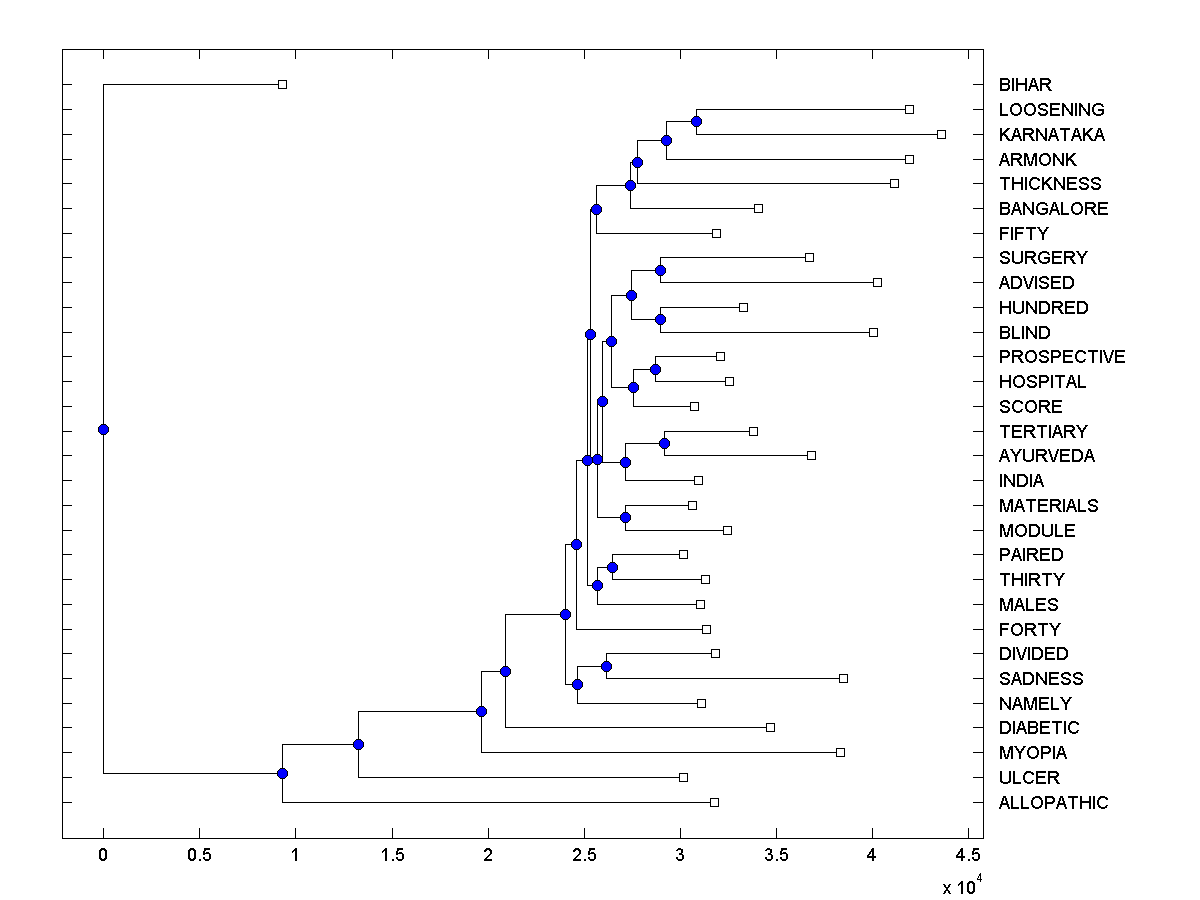 BIHAR
LOOSENING
KARNATAKA
ARMONK
THICKNESS
BANGALORE
FIFTY
SURGERY
ADVISED
HUNDRED
BLIND
PROSPECTIVE
HOSPITAL
SCORE
TERTIARY
AYURVEDA
INDIA
MATERIALS
MODULE
PAIRED
THIRTY
MALES
FORTY
DIVIDED
SADNESS
NAMELY
DIABETIC
MYOPIA
ULCER
ALLOPATHIC
0 0.5 1 1.5 2 2.5 3 3.5 4 4.5
x 10^4